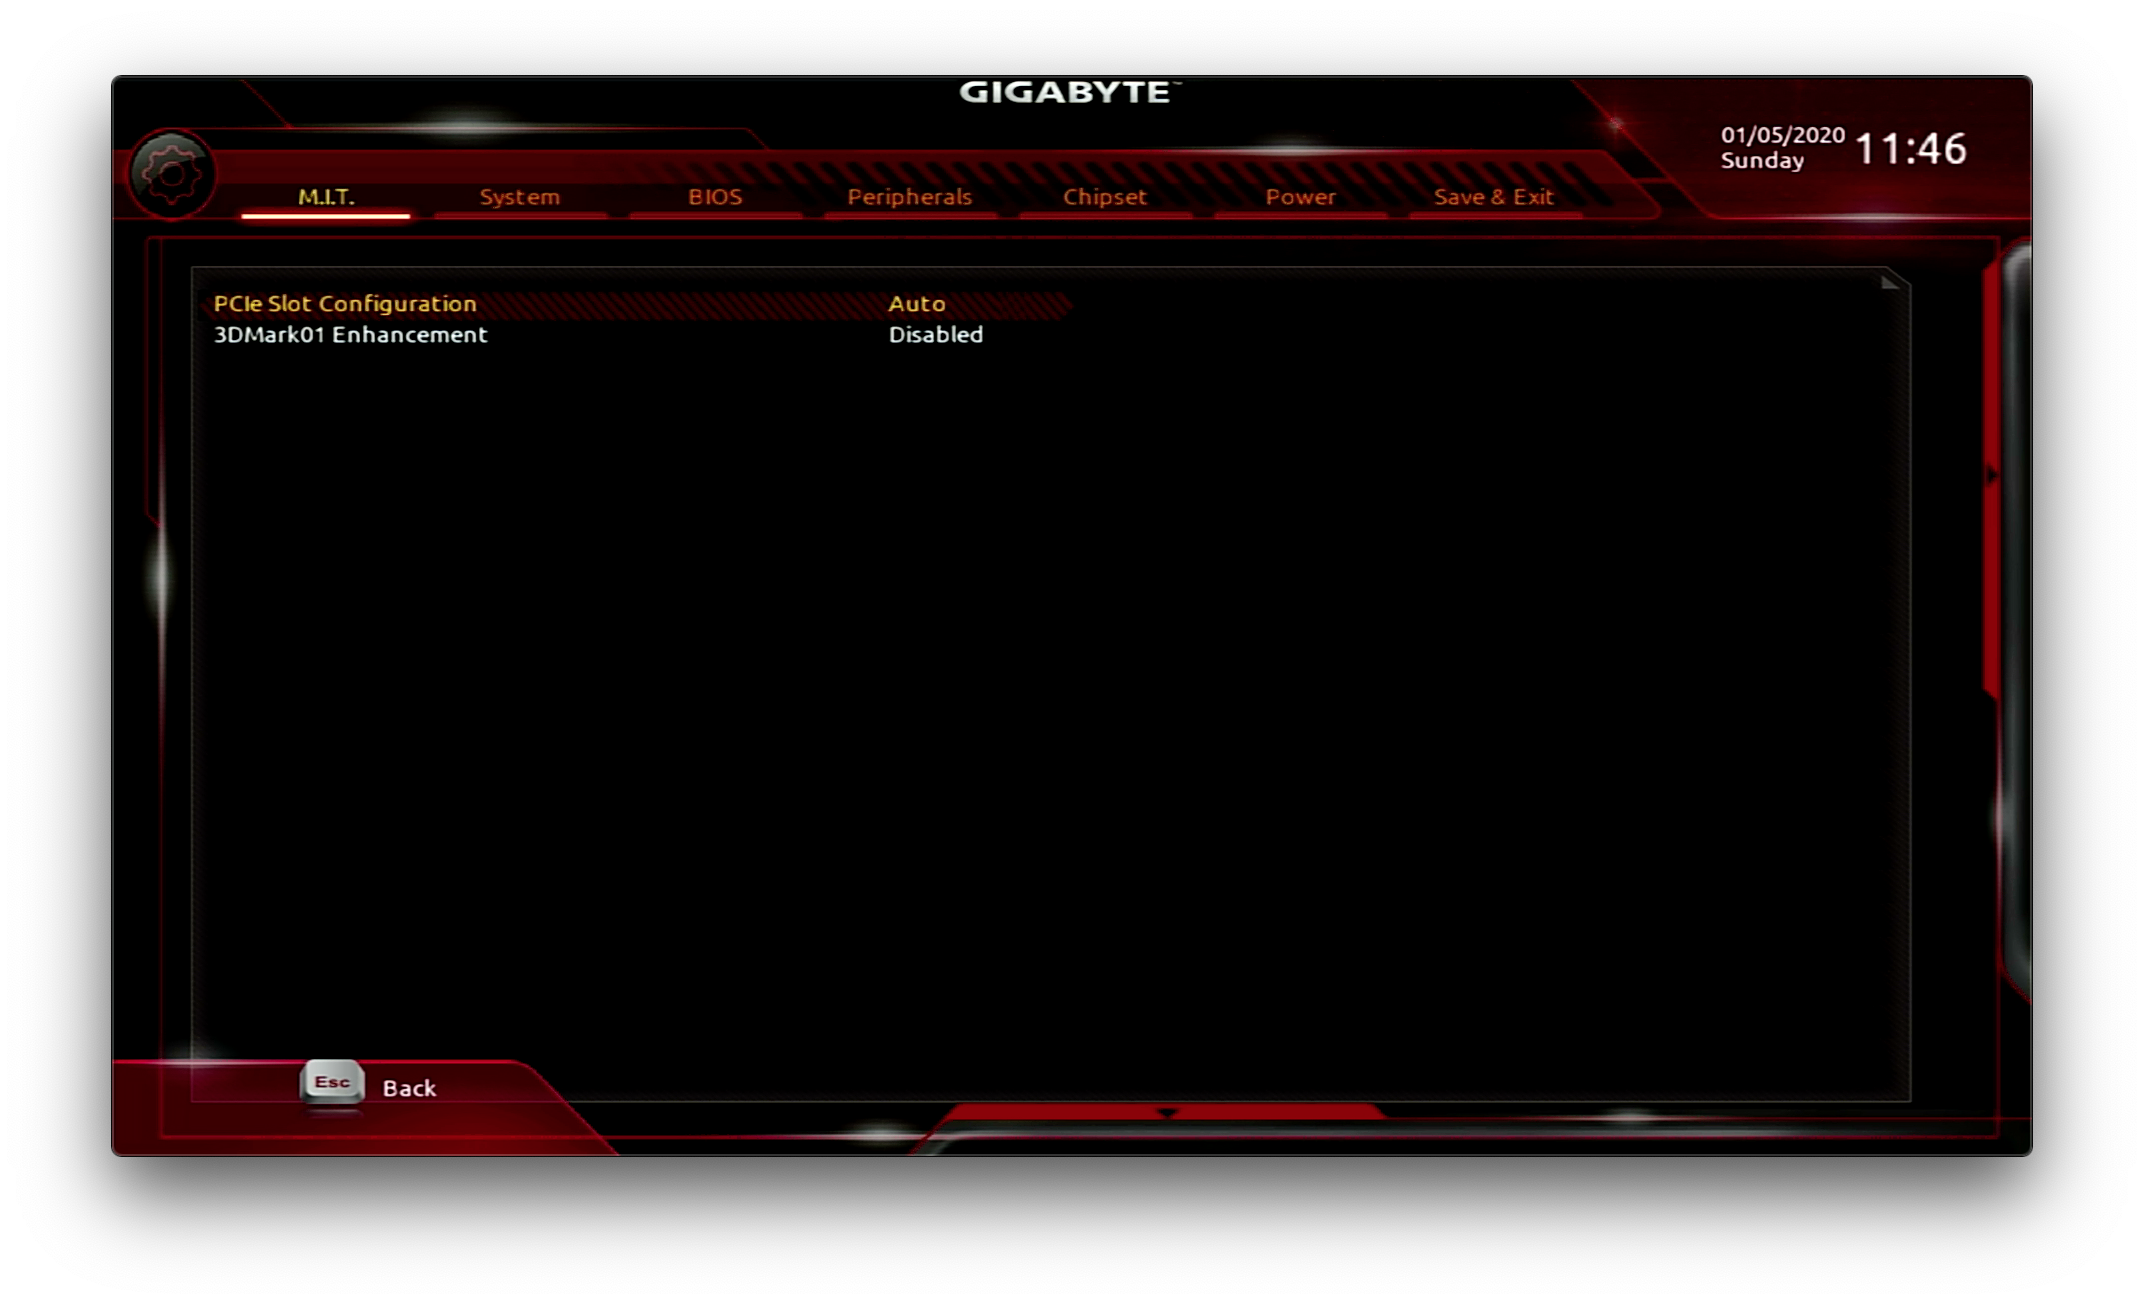 GIGABYTE™
01/05/2020
Sunday
11:46
M.I.T. System BIOS Peripherals Chipset Power Save & Exit
PCIe Slot Configuration Auto
3DMark01 Enhancement Disabled
Esc Back